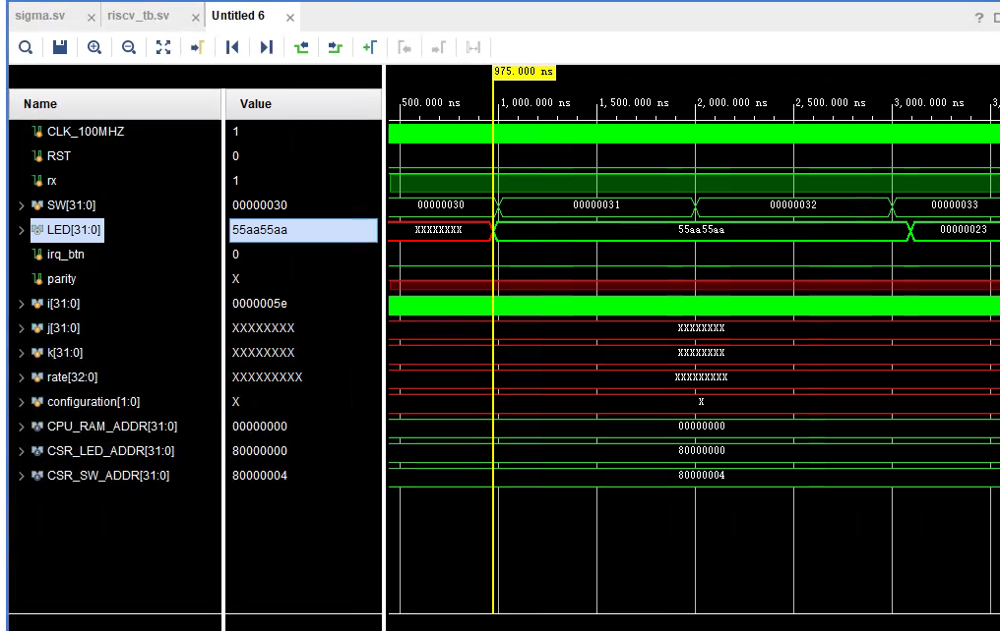 sigma.sv riscv_tb.sv Untitled 6 ?
975.000 ns
500.000 ns 1,000.000 ns 1,500.000 ns 2,000.000 ns 2,500.000 ns 3,000.000 ns
Name Value
CLK_100MHZ 1
RST 0
rx 1
SW[31:0] 00000030 00000030 00000031 00000032 00000033
LED[31:0] 55aa55aa XXXXXXXX 55aa55aa 00000023
irq_btn 0
parity X
i[31:0] 0000005e
j[31:0] XXXXXXXX XXXXXXXX
k[31:0] XXXXXXXX XXXXXXXX
rate[32:0] XXXXXXXXX XXXXXXXXX
configuration[1:0] X X
CPU_RAM_ADDR[31:0] 00000000 00000000
CSR_LED_ADDR[31:0] 80000000 80000000
CSR_SW_ADDR[31:0] 80000004 80000004